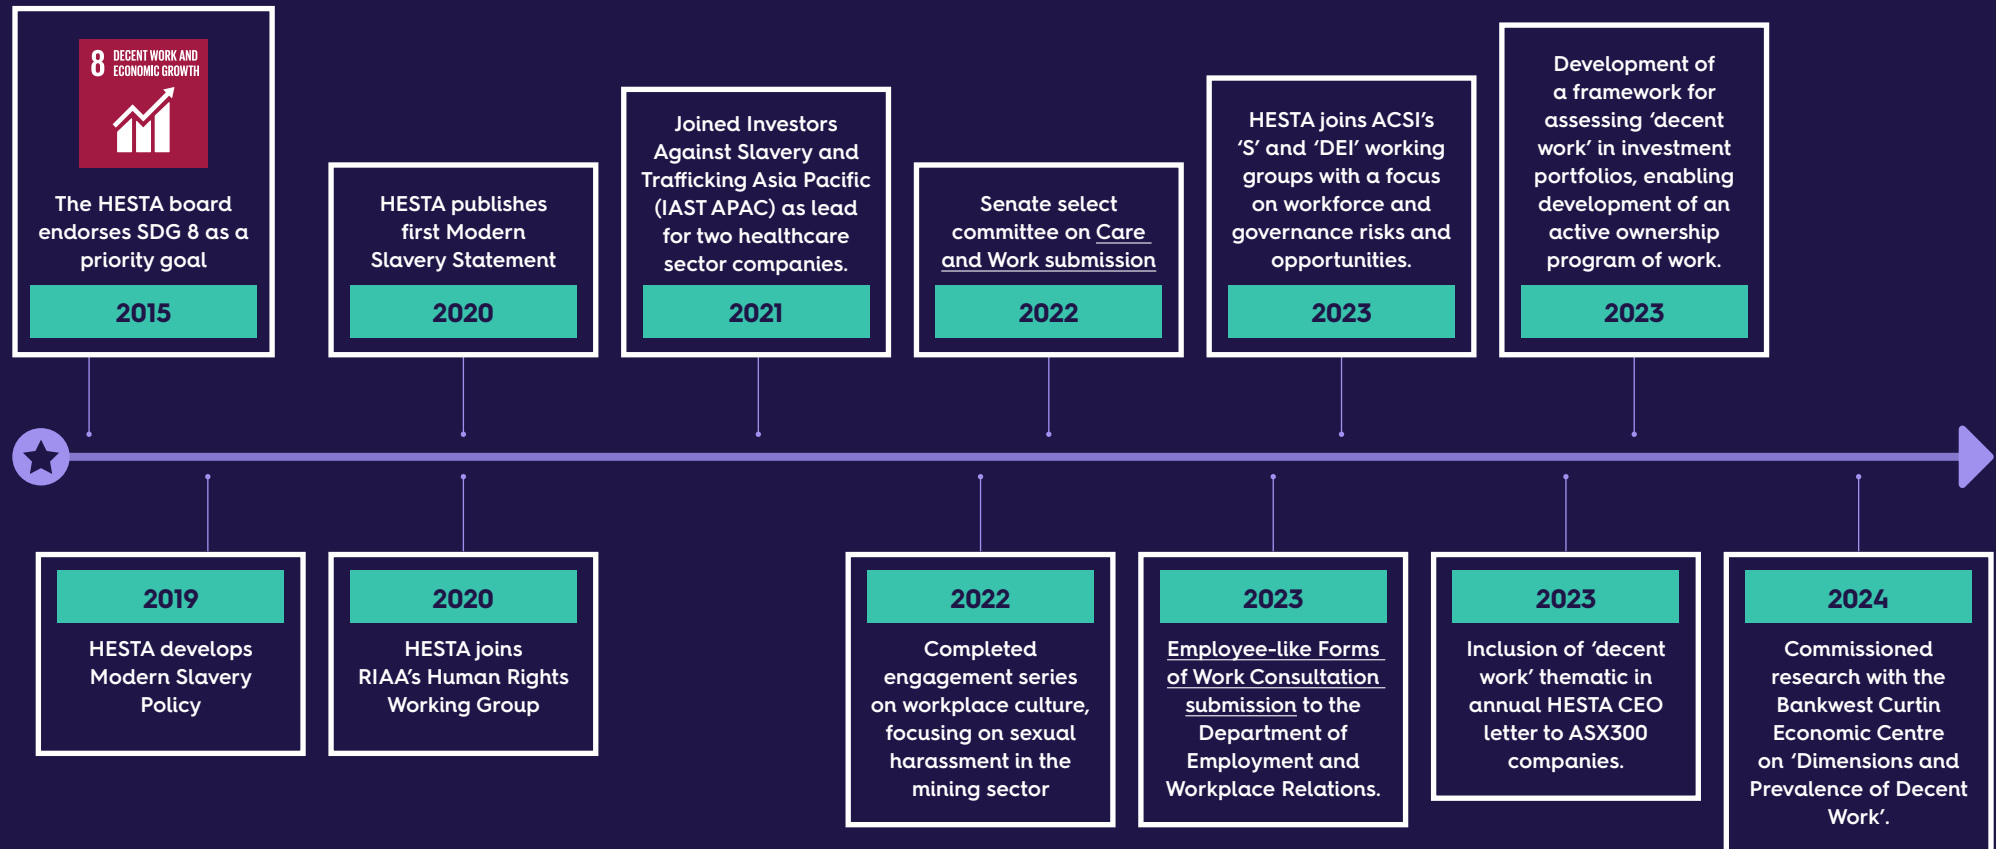 8 DECENT WORK AND
ECONOMIC GROWTH
The HESTA board
endorses SDG 8 as a
priority goal
2015
HESTA publishes
first Modern
Slavery Statement
2020
Joined Investors
Against Slavery and
Trafficking Asia Pacific
(IAST APAC) as lead
for two healthcare
sector companies.
2021
Senate select
committee on Care
and Work submission
2022
HESTA joins ACSI’s
‘S’ and ‘DEI’ working
groups with a focus
on workforce and
governance risks and
opportunities.
2023
Development of
a framework for
assessing ‘decent
work’ in investment
portfolios, enabling
development of an
active ownership
program of work.
2023
2019
HESTA develops
Modern Slavery
Policy
2020
HESTA joins
RIAA’s Human Rights
Working Group
2022
Completed
engagement series
on workplace culture,
focusing on sexual
harassment in the
mining sector
2023
Employee-like Forms
of Work Consultation
submission to the
Department of
Employment and
Workplace Relations.
2023
Inclusion of ‘decent
work’ thematic in
annual HESTA CEO
letter to ASX300
companies.
2024
Commissioned
research with the
Bankwest Curtin
Economic Centre
on ‘Dimensions and
Prevalence of Decent
Work’.